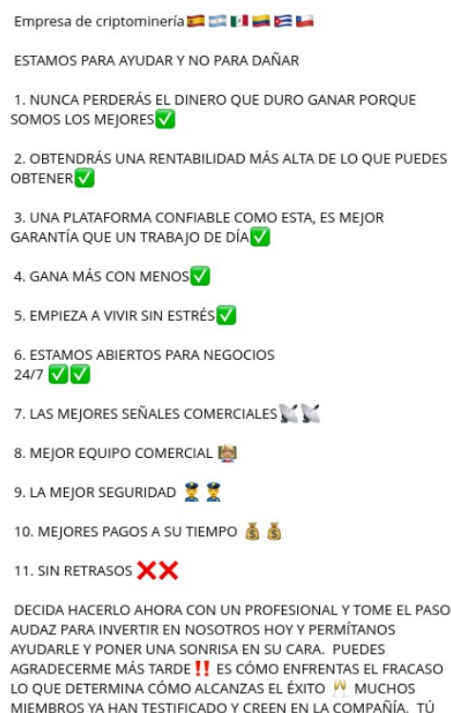 Empresa de criptominería🇪🇸🇦🇷🇲🇽🇨🇴🇨🇺🇨🇱
ESTAMOS PARA AYUDAR Y NO PARA DAÑAR
1. NUNCA PERDERÁS EL DINERO QUE DURO GANAR PORQUE
SOMOS LOS MEJORES✅
2. OBTENDRÁS UNA RENTABILIDAD MÁS ALTA DE LO QUE PUEDES
OBTENER✅
3. UNA PLATAFORMA CONFIABLE COMO ESTA, ES MEJOR
GARANTÍA QUE UN TRABAJO DE DÍA✅
4. GANA MÁS CON MENOS✅
5. EMPIEZA A VIVIR SIN ESTRÉS✅
6. ESTAMOS ABIERTOS PARA NEGOCIOS
24/7 ✅✅
7. LAS MEJORES SEÑALES COMERCIALES📡📡
8. MEJOR EQUIPO COMERCIAL 👨‍🏫
9. LA MEJOR SEGURIDAD 👮 👮
10. MEJORES PAGOS A SU TIEMPO 💰 💰
11. SIN RETRASOS ❌❌
DECIDA HACERLO AHORA CON UN PROFESIONAL Y TOME EL PASO
AUDAZ PARA INVERTIR EN NOSOTROS HOY Y PERMÍTANOS
AYUDARLE Y PONER UNA SONRISA EN SU CARA. PUEDES
AGRADECERME MÁS TARDE‼️ ES CÓMO ENFRENTAS EL FRACASO
LO QUE DETERMINA CÓMO ALCANZAS EL ÉXITO 🥂 MUCHOS
MIEMBROS YA HAN TESTIFICADO Y CREEN EN LA COMPAÑÍA. TÚ